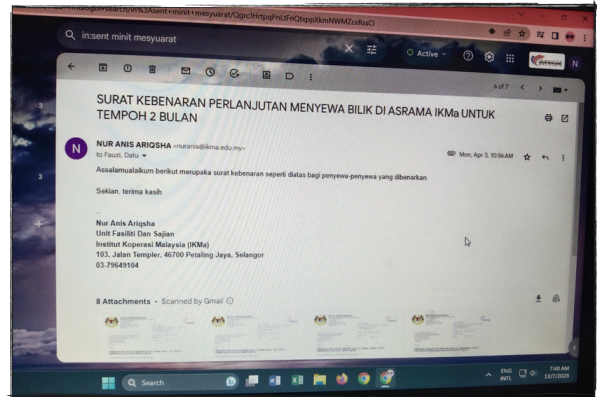 in:sent minit mesyuarat
Active
6 of 7
SURAT KEBENARAN PERLANJUTAN MENYEWA BILIK DI ASRAMA IKMa UNTUK
TEMPOH 2 BULAN
N
NUR ANIS ARIQSHA <nuranis@ikma.edu.my>
to Fauzi, Datu
Mon, Apr 3, 10:56 AM
Assalamualaikum berikut merupaka surat kebenaran seperti diatas bagi penyewa-penyewa yang dibenarkan.
Sekian, terima kasih
...
Nur Anis Ariqsha
Unit Fasiliti Dan Sajian
Institut Koperasi Malaysia (IKMa)
103, Jalan Templer, 46700 Petaling Jaya, Selangor
03-79649104
8 Attachments • Scanned by Gmail
3
3
N
Search
ENG
INTL
7:40 AM
13/7/2023